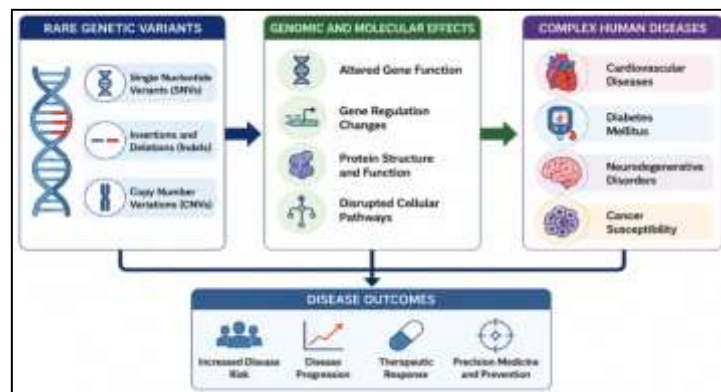 RARE GENETIC VARIANTS
Single Nucleotide
Variants (SNVs)
Insertions and
Deletions (Indels)
Copy Number
Variations (CNVs)
GENOMIC AND MOLECULAR EFFECTS
Altered Gene Function
Gene Regulation
Changes
Protein Structure
and Function
Disrupted Cellular
Pathways
COMPLEX HUMAN DISEASES
Cardiovascular
Diseases
Diabetes
Mellitus
Neurodegenerative
Disorders
Cancer
Susceptibility
DISEASE OUTCOMES
Increased Disease
Risk
Disease
Progression
Therapeutic
Response
Precision Medicine
and Prevention